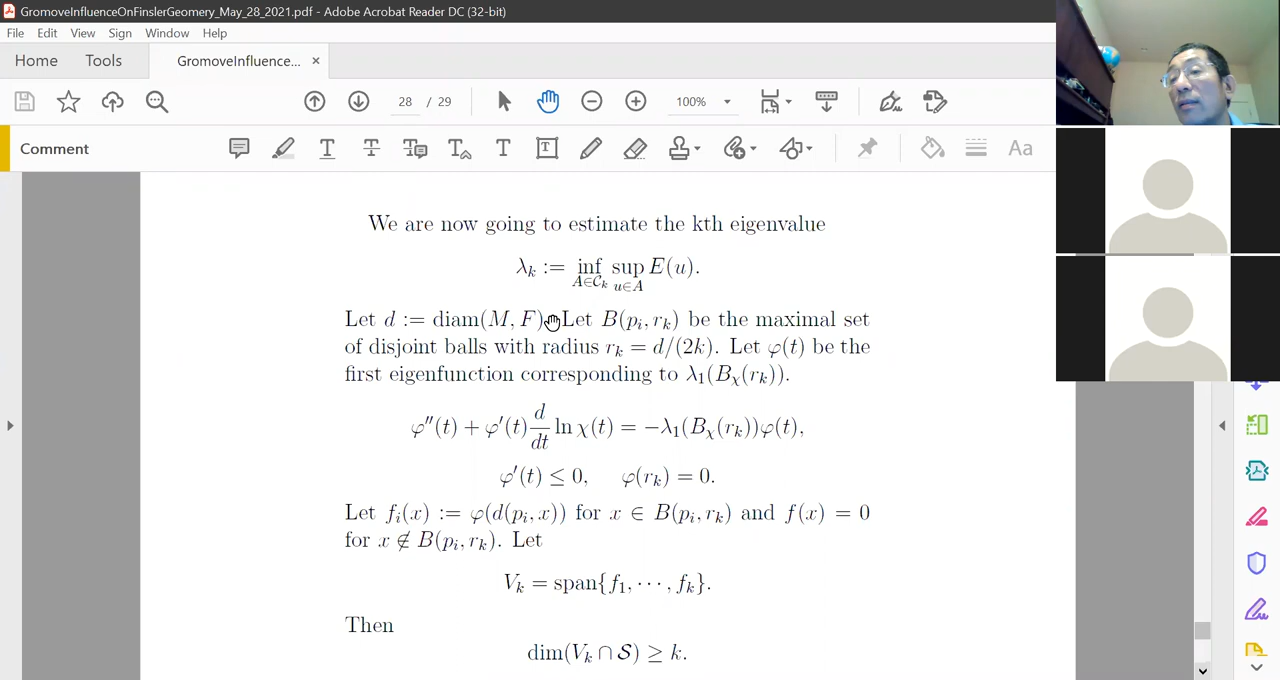 GromoveInfluenceOnFinslerGeomery_May_28_2021.pdf - Adobe Acrobat Reader DC (32-bit)
File Edit View Sign Window Help
Home Tools GromoveInfluence... ×
28 / 29 100%
Comment
We are now going to estimate the kth eigenvalue
λ_k := inf_{A∈𝒞_k} sup_{u∈A} E(u).
Let d := diam(M, F). Let B(p_i, r_k) be the maximal set
of disjoint balls with radius r_k = d/(2k). Let φ(t) be the
first eigenfunction corresponding to λ_1(B_χ(r_k)).
φ″(t) + φ′(t) d/dt ln χ(t) = −λ_1(B_χ(r_k))φ(t),
φ′(t) ≤ 0, φ(r_k) = 0.
Let f_i(x) := φ(d(p_i, x)) for x ∈ B(p_i, r_k) and f(x) = 0
for x ∉ B(p_i, r_k). Let
V_k = span{f_1, ⋯, f_k}.
Then
dim(V_k ∩ 𝒮) ≥ k.